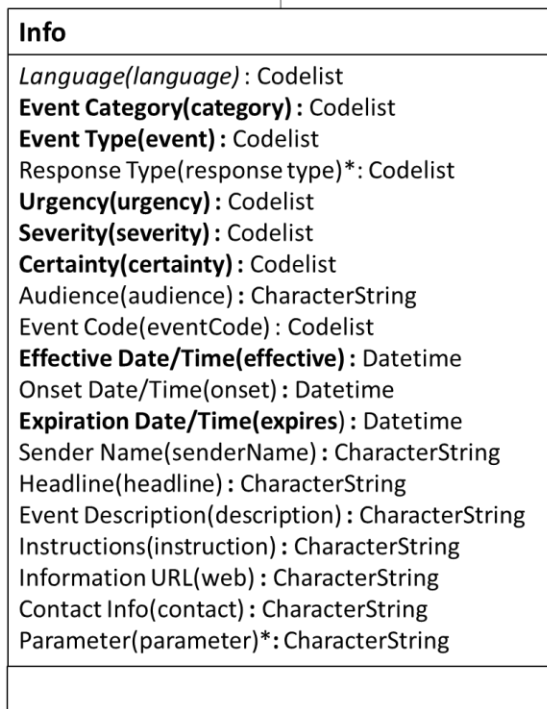 Info
Language(language) : Codelist
Event Category(category) : Codelist
Event Type(event) : Codelist
Response Type(response type)*: Codelist
Urgency(urgency) : Codelist
Severity(severity) : Codelist
Certainty(certainty) : Codelist
Audience(audience) : CharacterString
Event Code(eventCode) : Codelist
Effective Date/Time(effective) : Datetime
Onset Date/Time(onset) : Datetime
Expiration Date/Time(expires) : Datetime
Sender Name(senderName) : CharacterString
Headline(headline) : CharacterString
Event Description(description) : CharacterString
Instructions(instruction) : CharacterString
Information URL(web) : CharacterString
Contact Info(contact) : CharacterString
Parameter(parameter)*: CharacterString